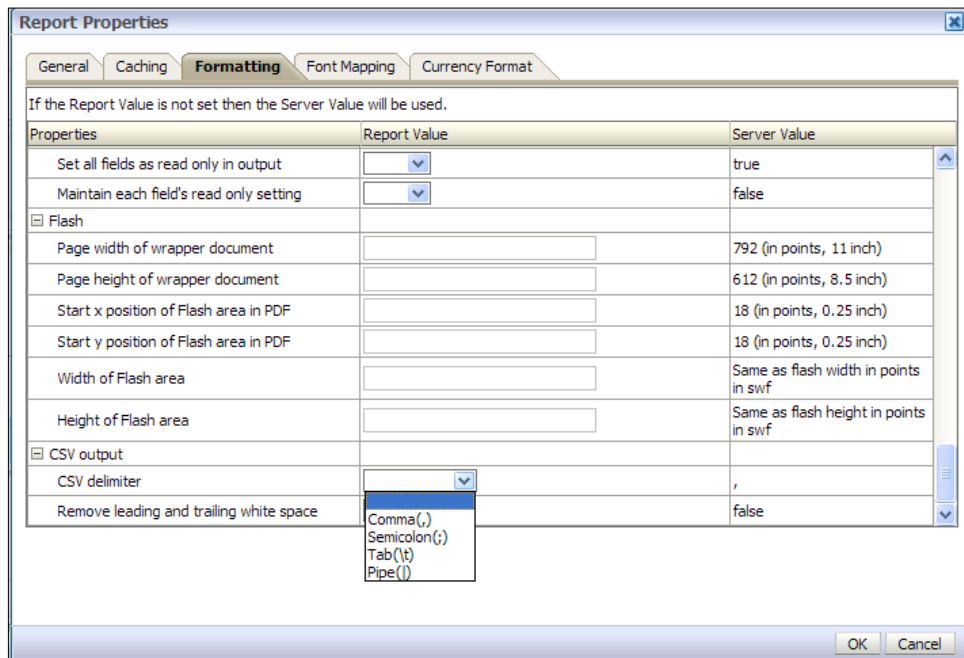 Report Properties
General Caching Formatting Font Mapping Currency Format
If the Report Value is not set then the Server Value will be used.
Properties Report Value Server Value
Set all fields as read only in output true
Maintain each field's read only setting false
Flash
Page width of wrapper document 792 (in points, 11 inch)
Page height of wrapper document 612 (in points, 8.5 inch)
Start x position of Flash area in PDF 18 (in points, 0.25 inch)
Start y position of Flash area in PDF 18 (in points, 0.25 inch)
Width of Flash area Same as flash width in points
in swf
Height of Flash area Same as flash height in points
in swf
CSV output
CSV delimiter ,
Remove leading and trailing white space false
Comma(,)
Semicolon(;)
Tab(\t)
Pipe(|)
OK Cancel